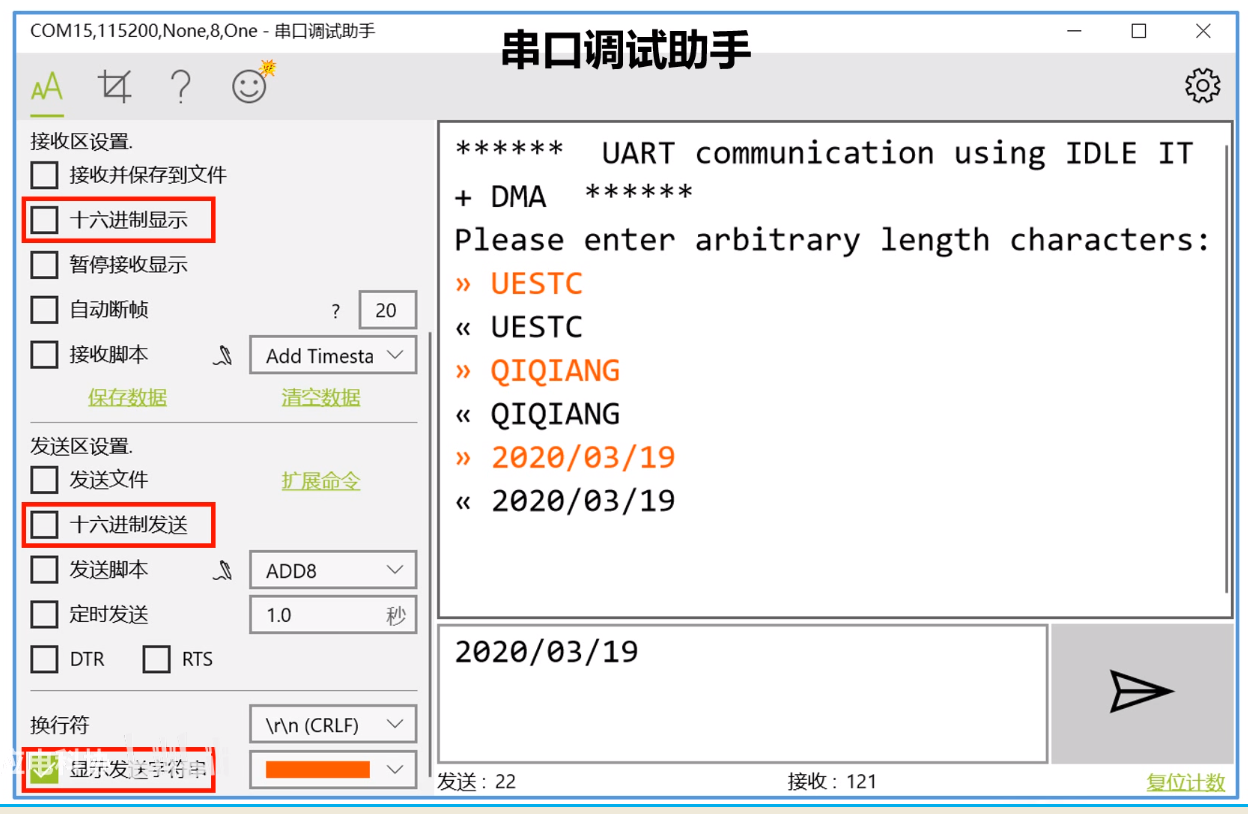 COM15,115200,None,8,One - 串口调试助手
串口调试助手
AA
?
接收区设置.
接收并保存到文件
十六进制显示
暂停接收显示
自动断帧 ? 20
接收脚本 Add Timesta
保存数据 清空数据
发送区设置.
发送文件 扩展命令
十六进制发送
发送脚本 ADD8
定时发送 1.0 秒
DTR RTS
换行符 \r\n (CRLF)
显示发送字符串
****** UART communication using IDLE IT
+ DMA ******
Please enter arbitrary length characters:
» UESTC
« UESTC
» QIQIANG
« QIQIANG
» 2020/03/19
« 2020/03/19
2020/03/19
发送 : 22 接收 : 121 复位计数